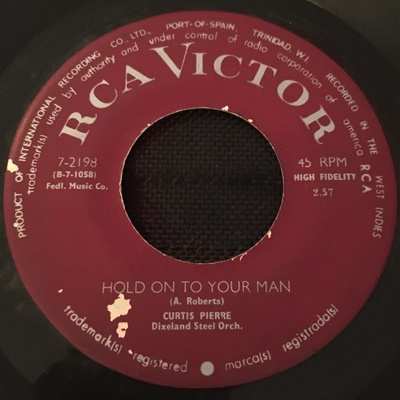 PRODUCT OF INTERNATIONAL RECORDING CO., LTD., PORT-OF-SPAIN TRINIDAD, W.I.
RECORDED IN THE WEST INDIES
trademark(s) used by authority and under control of radio corporation of america RCA
RCA VICTOR
7-2198
(B-7-1058)
Fedl. Music Co.
45 RPM
HIGH FIDELITY
2.57
HOLD ON TO YOUR MAN
(A. Roberts)
CURTIS PIERRE
Dixieland Steel Orch.
trademark(s) registered marca(s) registrada(s)